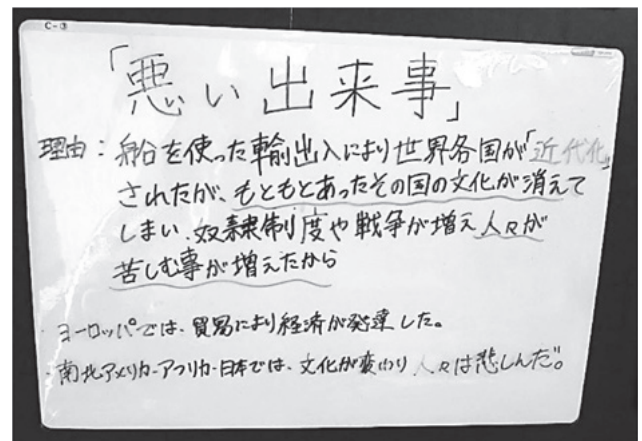 C-③
「悪い出来事」
理由：船を使った輸出入により世界各国が「近代化」
されたが、もともとあったその国の文化が消えて
しまい、奴隷制度や戦争が増え人々が
苦しむ事が増えたから
・ヨーロッパでは、貿易により経済が発達した。
・南北アメリカ・アフリカ・日本では、文化が変わり人々は悲しんだ。